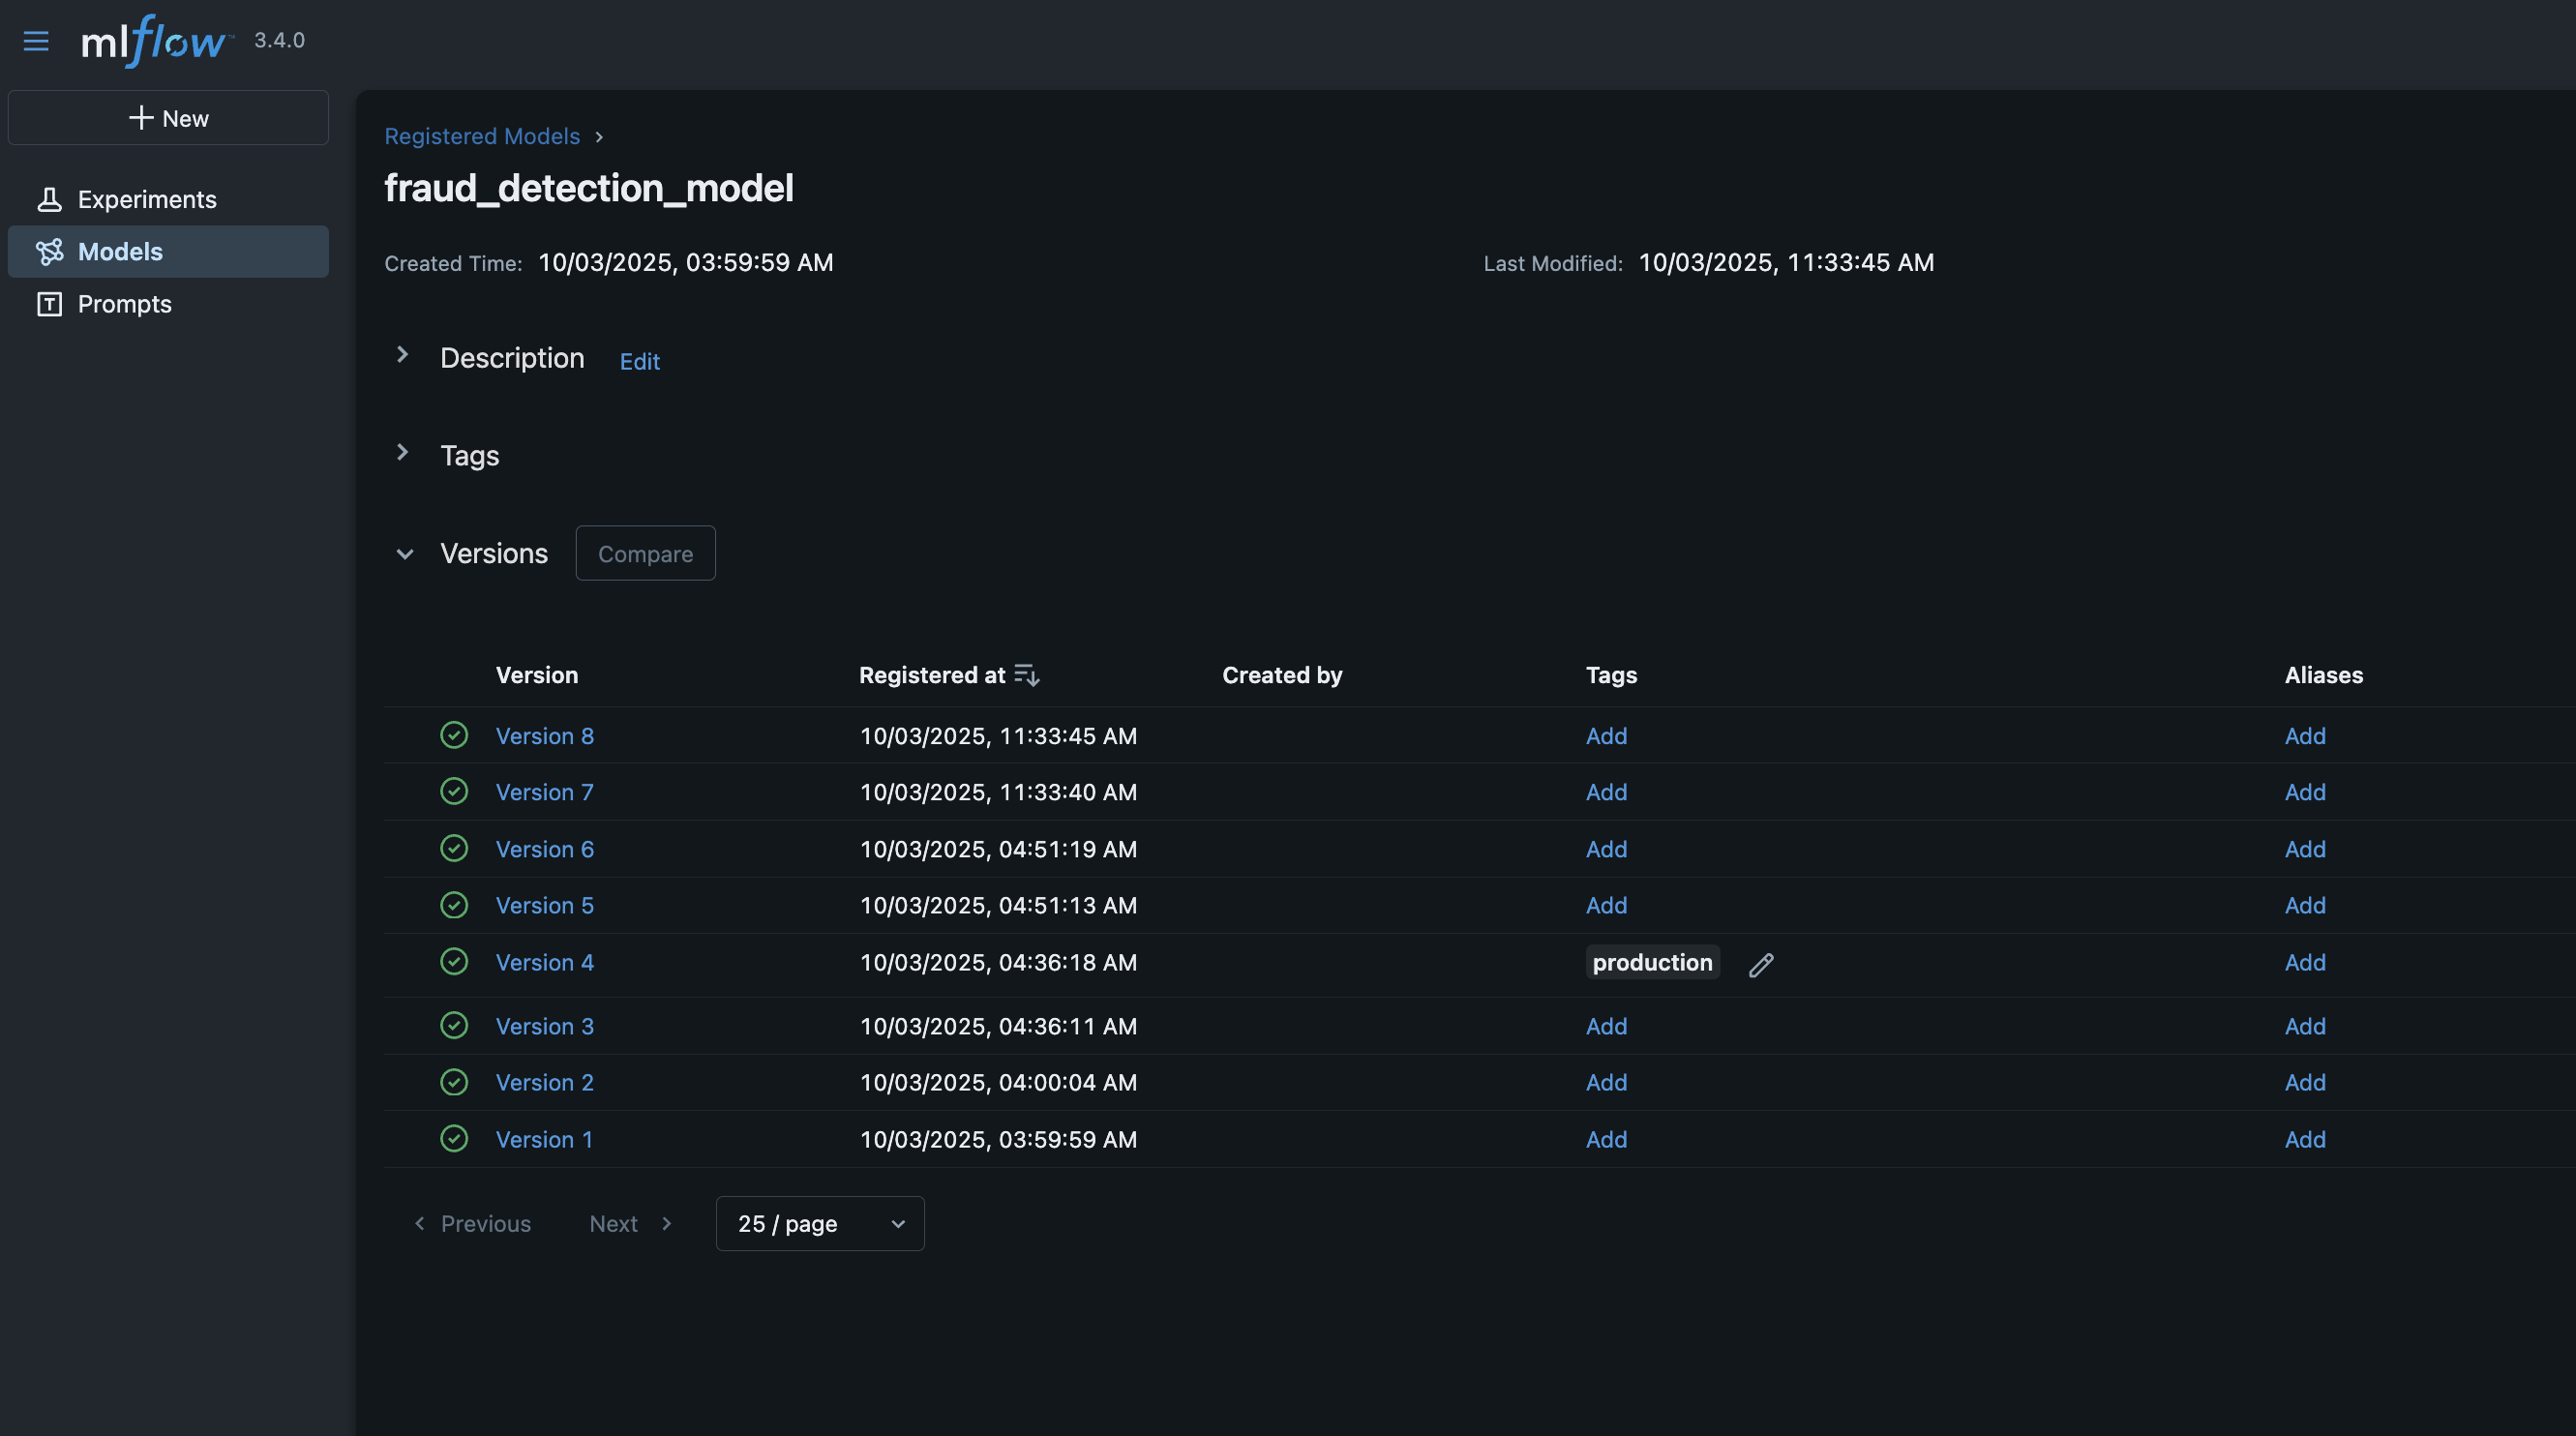 mlflow™ 3.4.0
+ New
Experiments
Models
Prompts
Registered Models >
fraud_detection_model
Created Time: 10/03/2025, 03:59:59 AM Last Modified: 10/03/2025, 11:33:45 AM
Description Edit
Tags
Versions Compare
Version Registered at Created by Tags Aliases
Version 8 10/03/2025, 11:33:45 AM Add Add
Version 7 10/03/2025, 11:33:40 AM Add Add
Version 6 10/03/2025, 04:51:19 AM Add Add
Version 5 10/03/2025, 04:51:13 AM Add Add
Version 4 10/03/2025, 04:36:18 AM production Add
Version 3 10/03/2025, 04:36:11 AM Add Add
Version 2 10/03/2025, 04:00:04 AM Add Add
Version 1 10/03/2025, 03:59:59 AM Add Add
Previous Next 25 / page